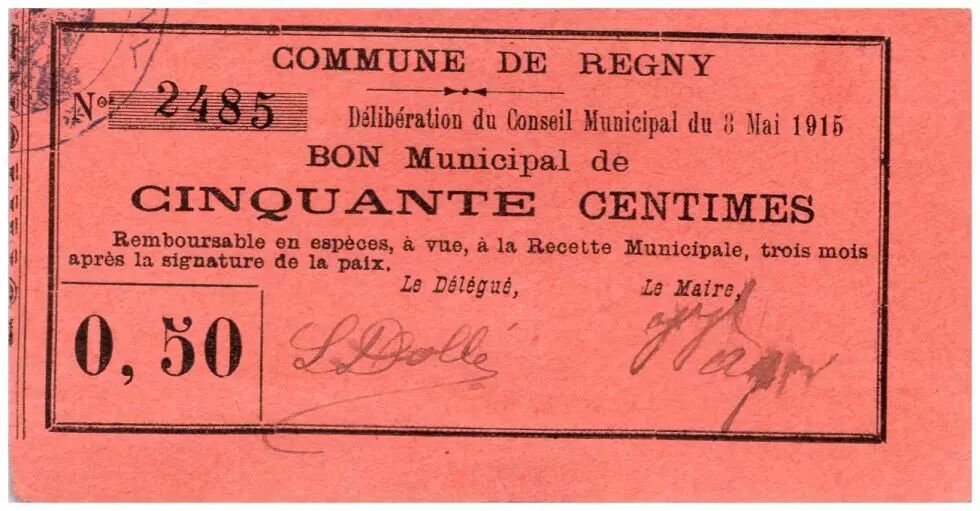 COMMUNE DE REGNY
No. 2485
Délibération du Conseil Municipal du 8 Mai 1915
BON Municipal de
CINQUANTE CENTIMES
Remboursable en espèces, à vue, à la Recette Municipale, trois mois
après la signature de la paix.
Le Délégué, Le Maire,
0,50
L Dollé